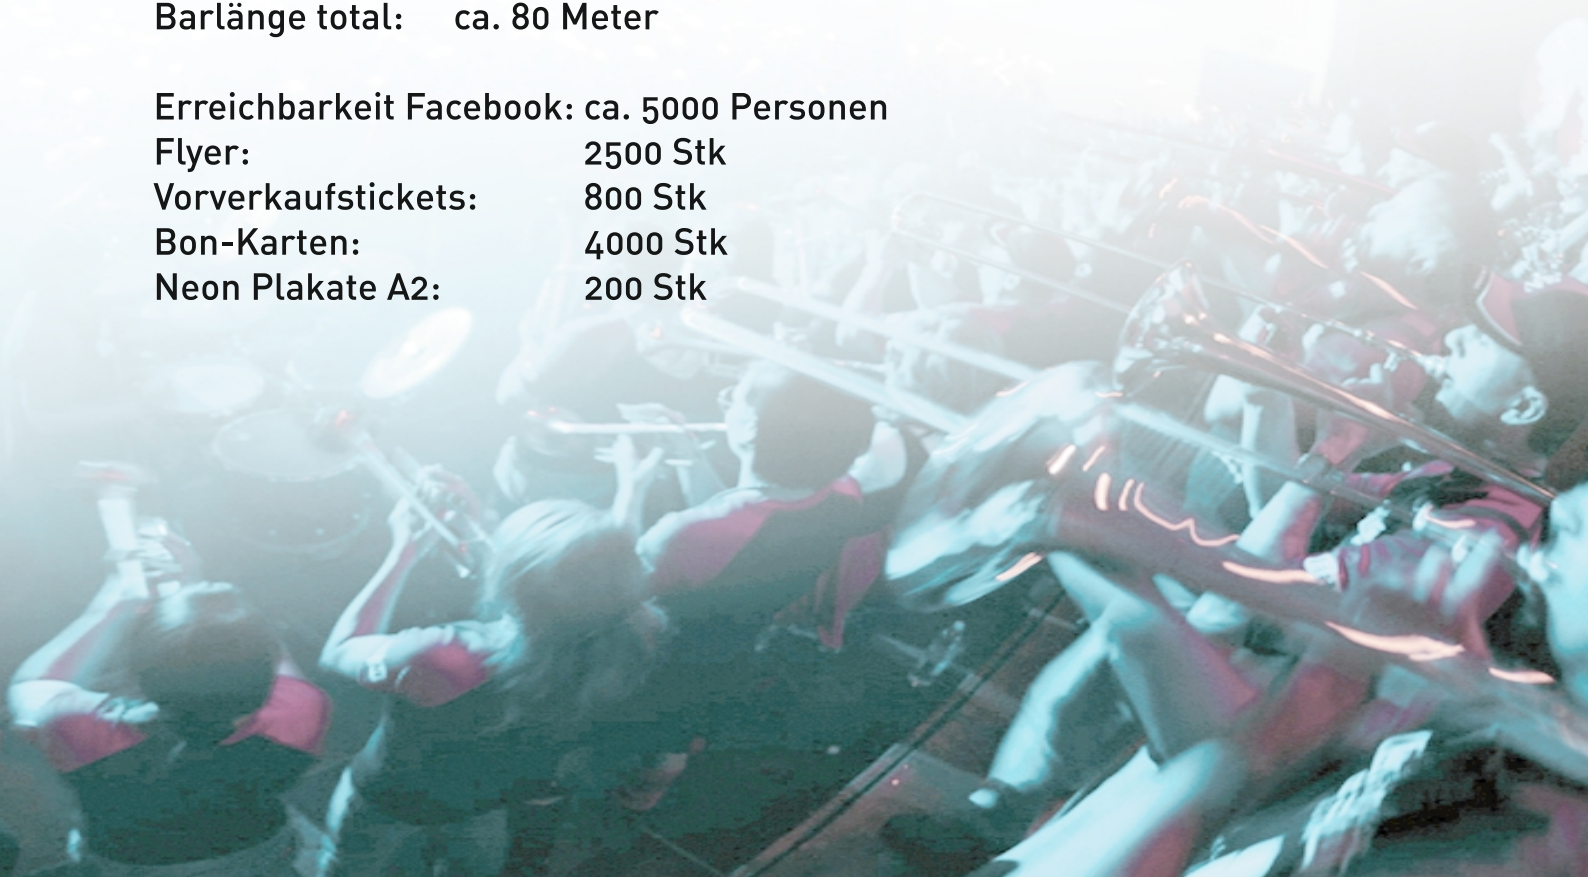 Barlänge total: ca. 80 Meter
Erreichbarkeit Facebook: ca. 5000 Personen
Flyer: 2500 Stk
Vorverkaufstickets: 800 Stk
Bon-Karten: 4000 Stk
Neon Plakate A2: 200 Stk